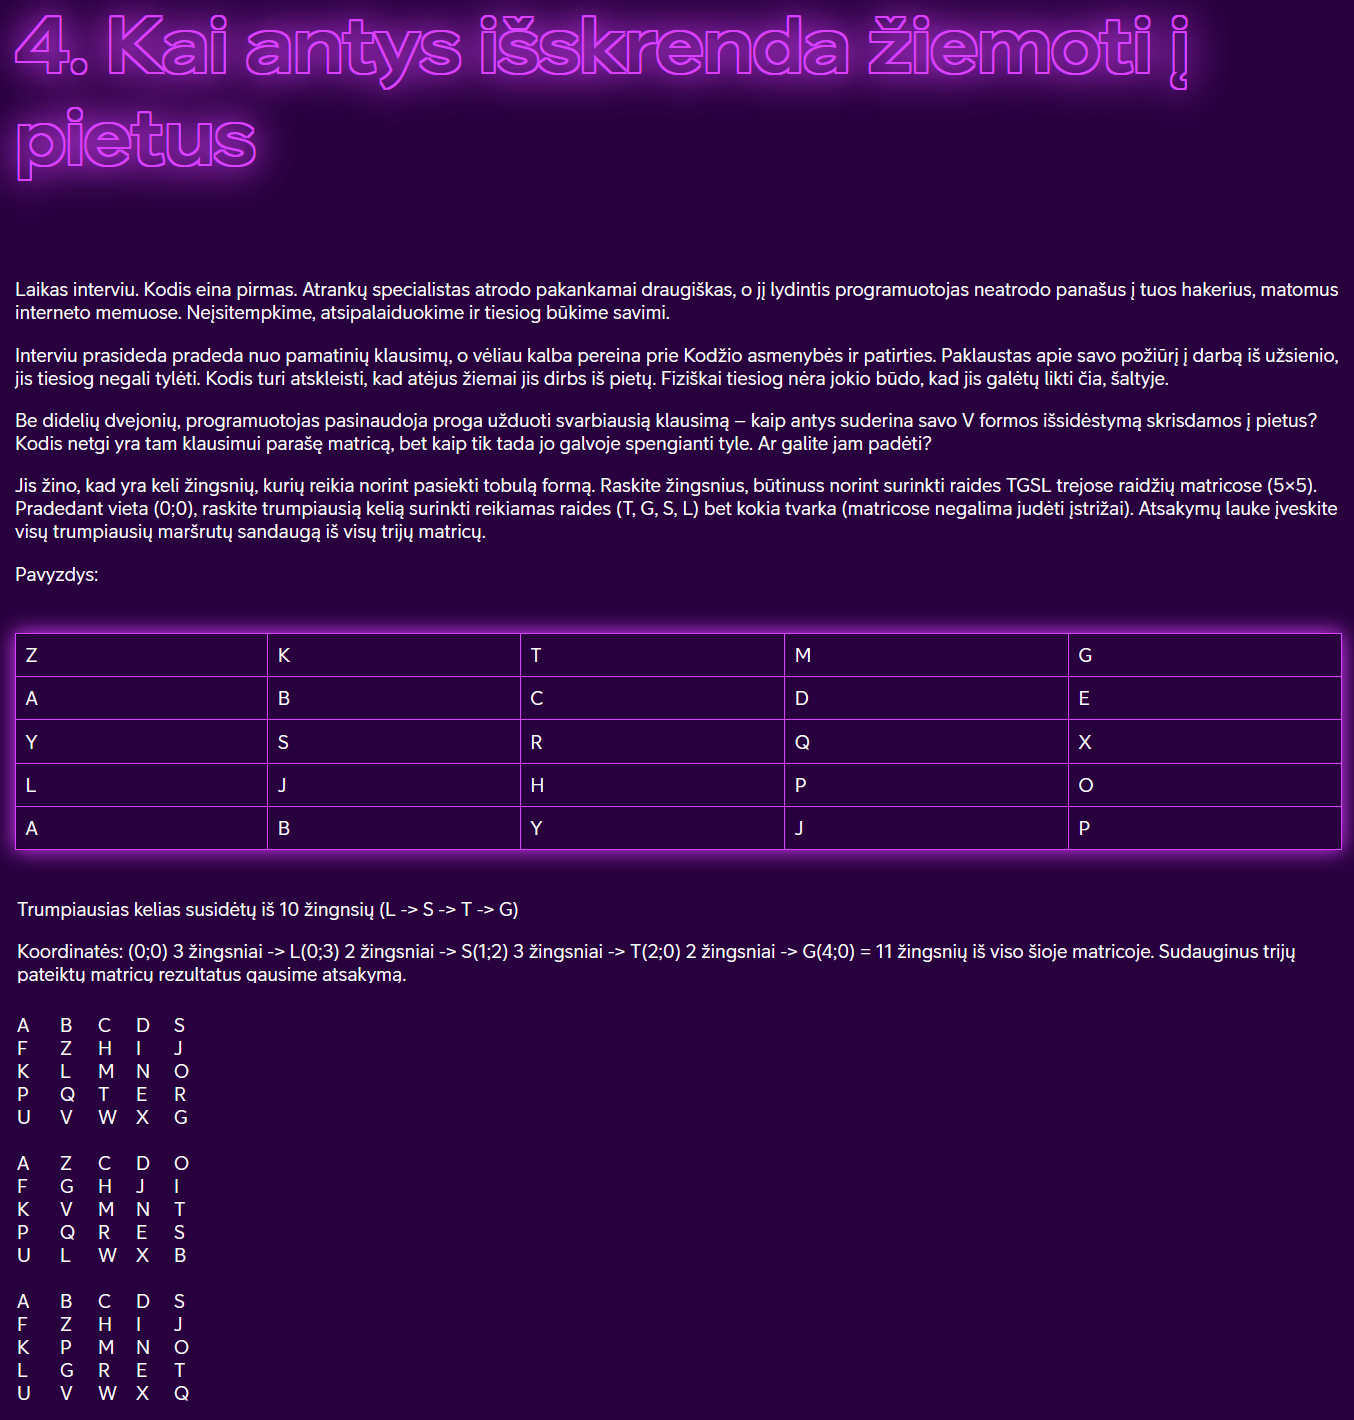 4. Kai antys išskrenda žiemoti į
pietus
Laikas interviu. Kodis eina pirmas. Atrankų specialistas atrodo pakankamai draugiškas, o jį lydintis programuotojas neatrodo panašus į tuos hakerius, matomus
interneto memuose. Neįsitempkime, atsipalaiduokime ir tiesiog būkime savimi.
Interviu prasideda pradeda nuo pamatinių klausimų, o vėliau kalba pereina prie Kodžio asmenybės ir patirties. Paklaustas apie savo požiūrį į darbą iš užsienio,
jis tiesiog negali tylėti. Kodis turi atskleisti, kad atėjus žiemai jis dirbs iš pietų. Fiziškai tiesiog nėra jokio būdo, kad jis galėtų likti čia, šaltyje.
Be didelių dvejonių, programuotojas pasinaudoja proga užduoti svarbiausią klausimą – kaip antys suderina savo V formos išsidėstymą skrisdamos į pietus?
Kodis netgi yra tam klausimui parašę matricą, bet kaip tik tada jo galvoje spengianti tyle. Ar galite jam padėti?
Jis žino, kad yra keli žingsnių, kurių reikia norint pasiekti tobulą formą. Raskite žingsnius, būtinuss norint surinkti raides TGSL trejose raidžių matricose (5×5).
Pradedant vieta (0;0), raskite trumpiausią kelią surinkti reikiamas raides (T, G, S, L) bet kokia tvarka (matricose negalima judėti įstrižai). Atsakymų lauke įveskite
visų trumpiausių maršrutų sandaugą iš visų trijų matricų.
Pavyzdys:
Z K T M G
A B C D E
Y S R Q X
L J H P O
A B Y J P
Trumpiausias kelias susidėtų iš 10 žingnsių (L -> S -> T -> G)
Koordinatės: (0;0) 3 žingsniai -> L(0;3) 2 žingsniai -> S(1;2) 3 žingsniai -> T(2;0) 2 žingsniai -> G(4;0) = 11 žingsnių iš viso šioje matricoje. Sudauginus trijų
pateiktų matricų rezultatus gausime atsakymą.
A B C D S
F Z H I J
K L M N O
P Q T E R
U V W X G
A Z C D O
F G H J I
K V M N T
P Q R E S
U L W X B
A B C D S
F Z H I J
K P M N O
L G R E T
U V W X Q